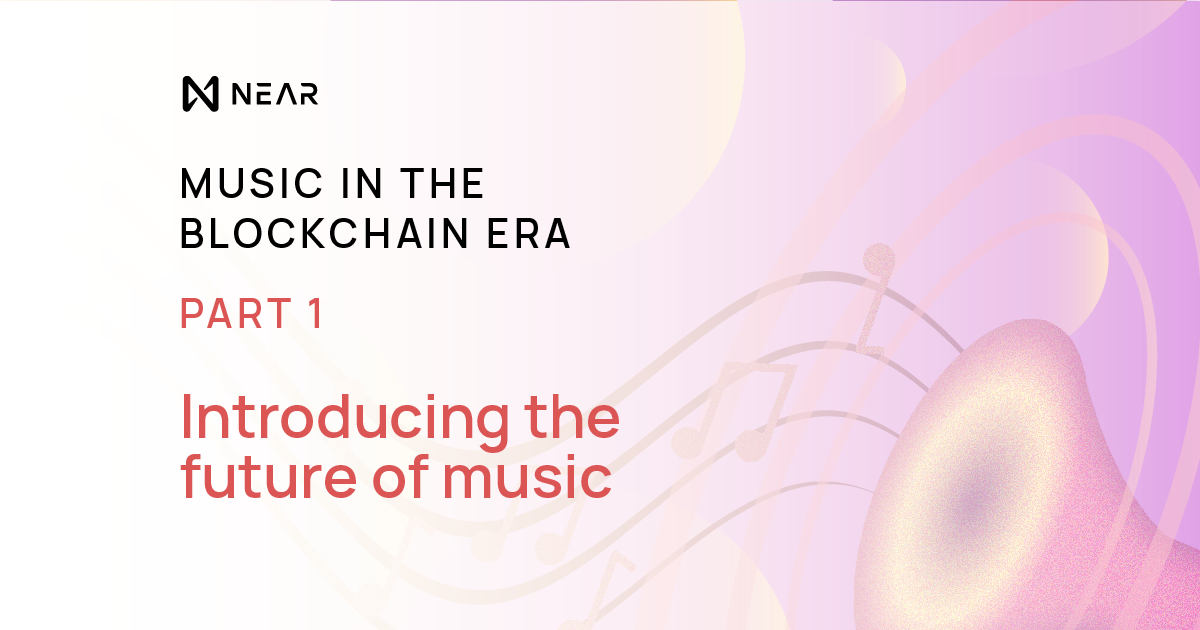 NEAR
MUSIC IN THE
BLOCKCHAIN ERA
PART 1
Introducing the
future of music